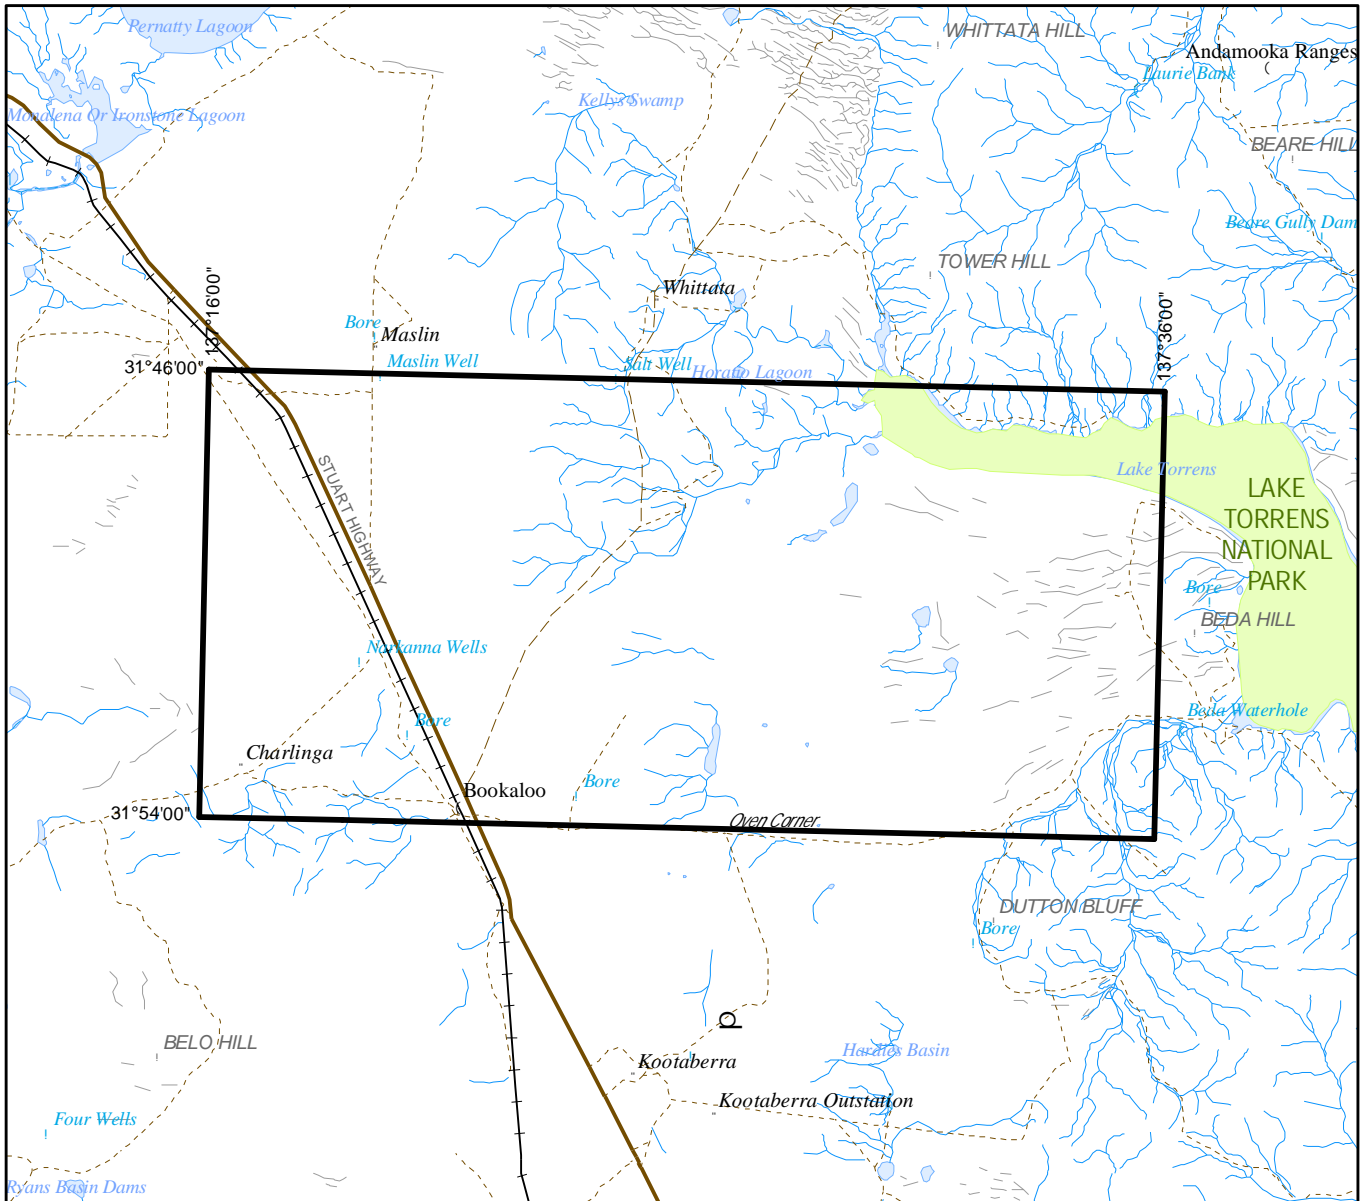 Pernatty Lagoon
WHITTATA HILL
Andamooka Ranges
Laurie Bank
Kellys Swamp
Monalena Or Ironstone Lagoon
BEARE HILL
Beare Gully Dam
TOWER HILL
Whittata
137°16'00"
137°36'00"
Bore
Maslin
31°46'00"
Maslin Well
Salt Well
Horatio Lagoon
STUART HIGHWAY
Lake Torrens
LAKE
TORRENS
NATIONAL
PARK
Bore
BEDA HILL
Narkanna Wells
Beda Waterhole
Bore
Charlinga
Bore
Bookaloo
31°54'00"
Oven Corner
DUTTON BLUFF
Bore
BELO HILL
Hardies Basin
Kootaberra
Kootaberra Outstation
Four Wells
Ryans Basin Dams